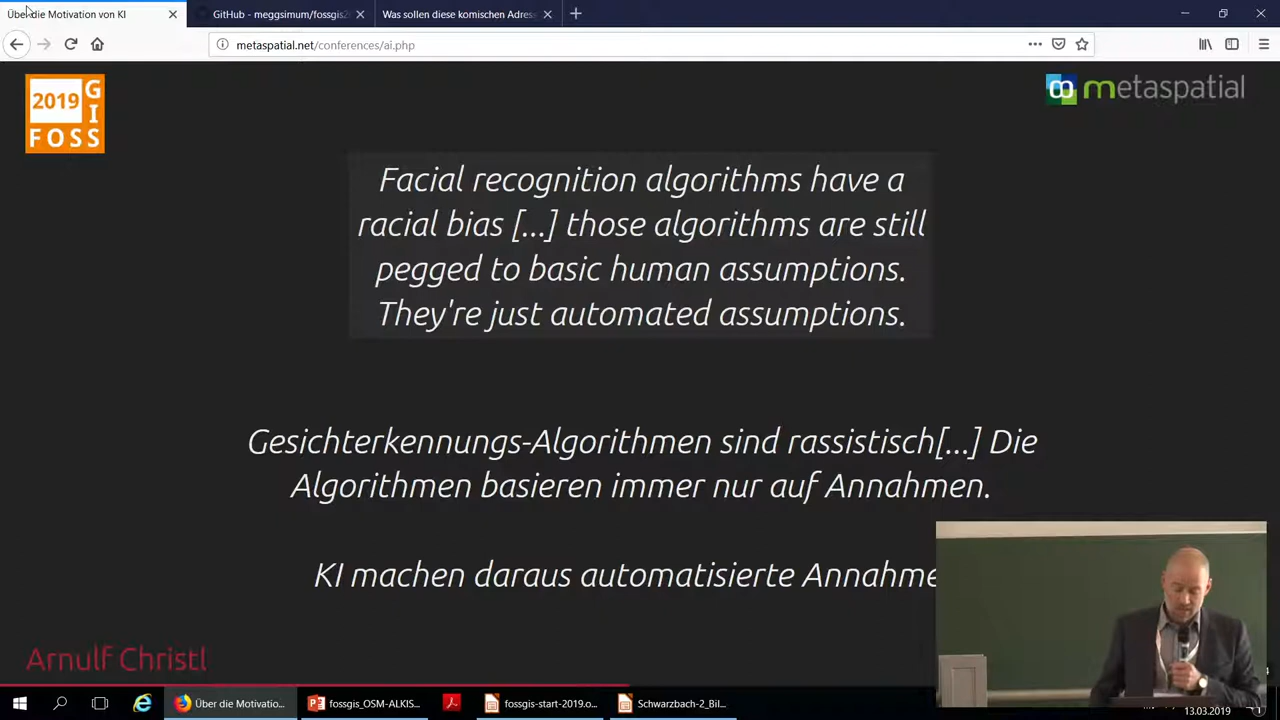 Über die Motivation von KI
GitHub - meggsimum/fossgis2
Was sollen diese komischen Adress
metaspatial.net/conferences/ai.php
2019
GIS
FOSS
metaspatial
Facial recognition algorithms have a
racial bias [...] those algorithms are still
pegged to basic human assumptions.
They're just automated assumptions.
Gesichterkennungs-Algorithmen sind rassistisch[...] Die
Algorithmen basieren immer nur auf Annahmen.
KI machen daraus automatisierte Annahme
Arnulf Christl
Über die Motivatio...
fossgis_OSM-ALKIS...
fossgis-start-2019.o...
Schwarzbach-2_Bil...
13.03.2019